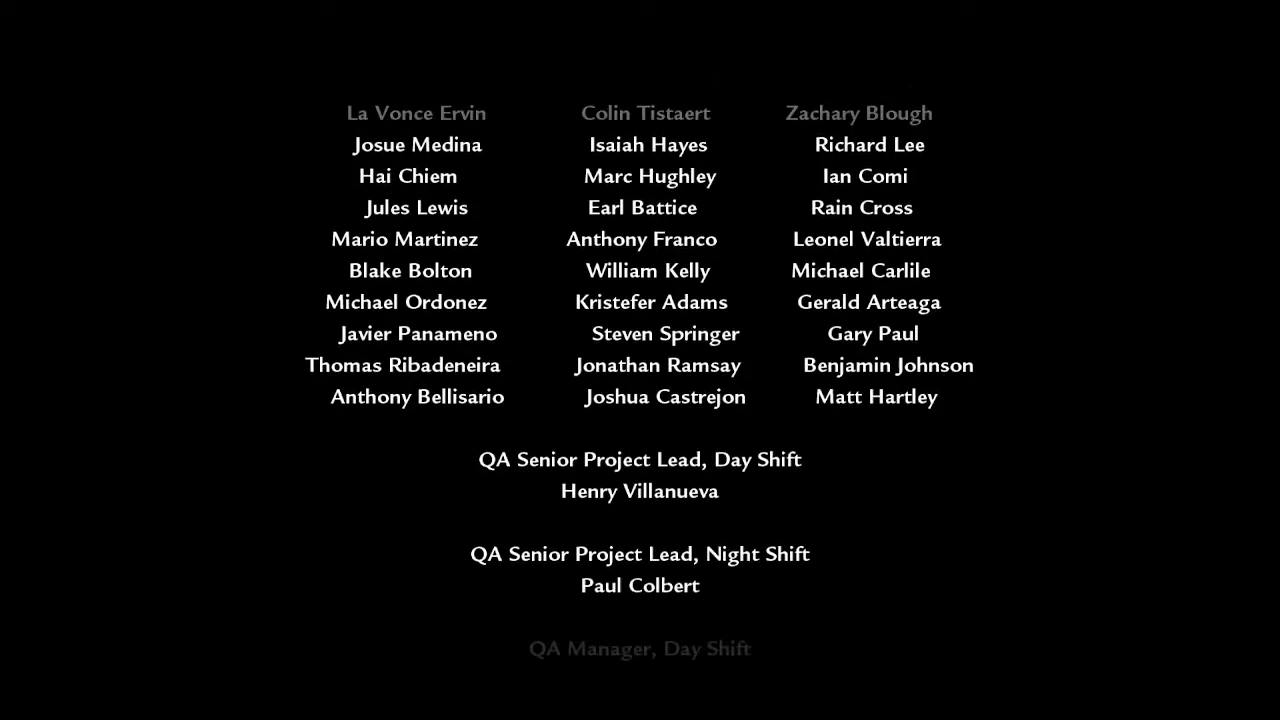 La Vonce Ervin Colin Tistaert Zachary Blough
Josue Medina Isaiah Hayes Richard Lee
Hai Chiem Marc Hughley Ian Comi
Jules Lewis Earl Battice Rain Cross
Mario Martinez Anthony Franco Leonel Valtierra
Blake Bolton William Kelly Michael Carlile
Michael Ordonez Kristefer Adams Gerald Arteaga
Javier Panameno Steven Springer Gary Paul
Thomas Ribadeneira Jonathan Ramsay Benjamin Johnson
Anthony Bellisario Joshua Castrejon Matt Hartley
QA Senior Project Lead, Day Shift
Henry Villanueva
QA Senior Project Lead, Night Shift
Paul Colbert
QA Manager, Day Shift